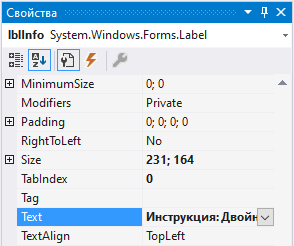 Свойства
lblInfo System.Windows.Forms.Label
MinimumSize 0; 0
Modifiers Private
Padding 0; 0; 0; 0
RightToLeft No
Size 231; 164
TabIndex 0
Tag
Text Инструкция: Двойн
TextAlign TopLeft